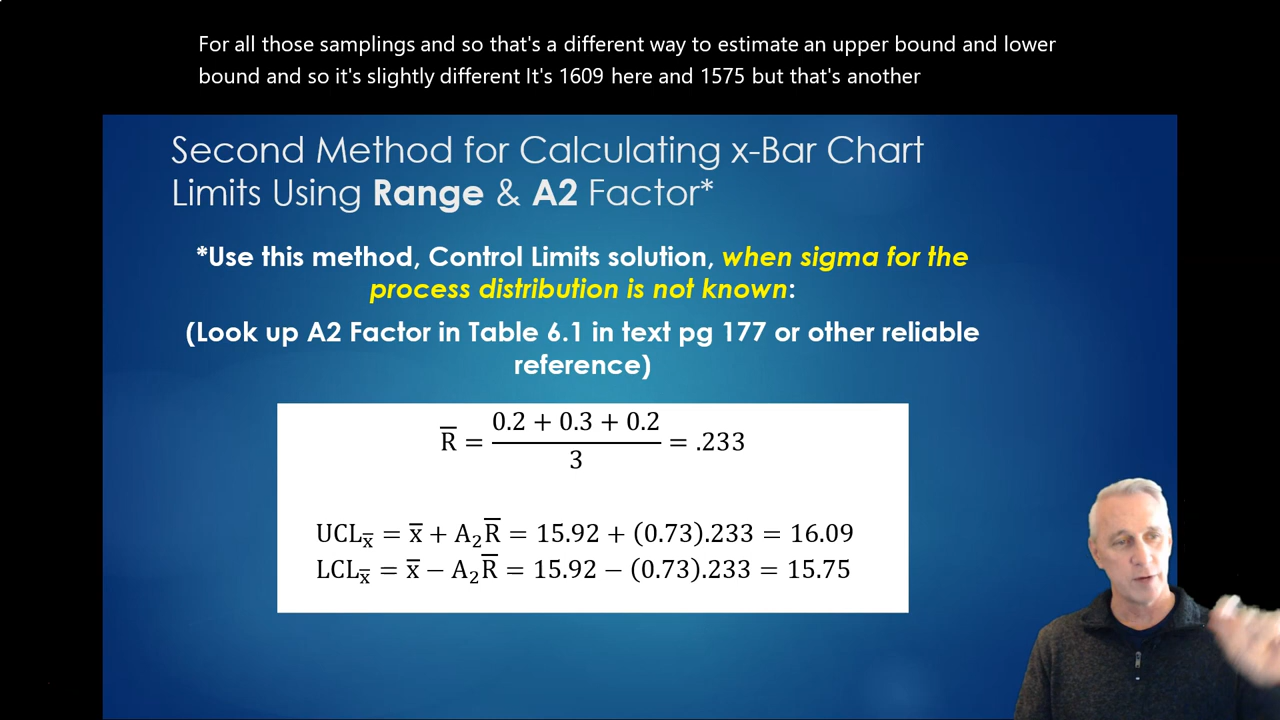 For all those samplings and so that's a different way to estimate an upper bound and lower
bound and so it's slightly different It's 1609 here and 1575 but that's another
Second Method for Calculating x-Bar Chart
Limits Using Range & A2 Factor*
*Use this method, Control Limits solution, when sigma for the
process distribution is not known:
(Look up A2 Factor in Table 6.1 in text pg 177 or other reliable
reference)
R̅ = (0.2 + 0.3 + 0.2) / 3 = .233
UCL_x̅ = x̅ + A₂R̅ = 15.92 + (0.73).233 = 16.09
LCL_x̅ = x̅ − A₂R̅ = 15.92 − (0.73).233 = 15.75